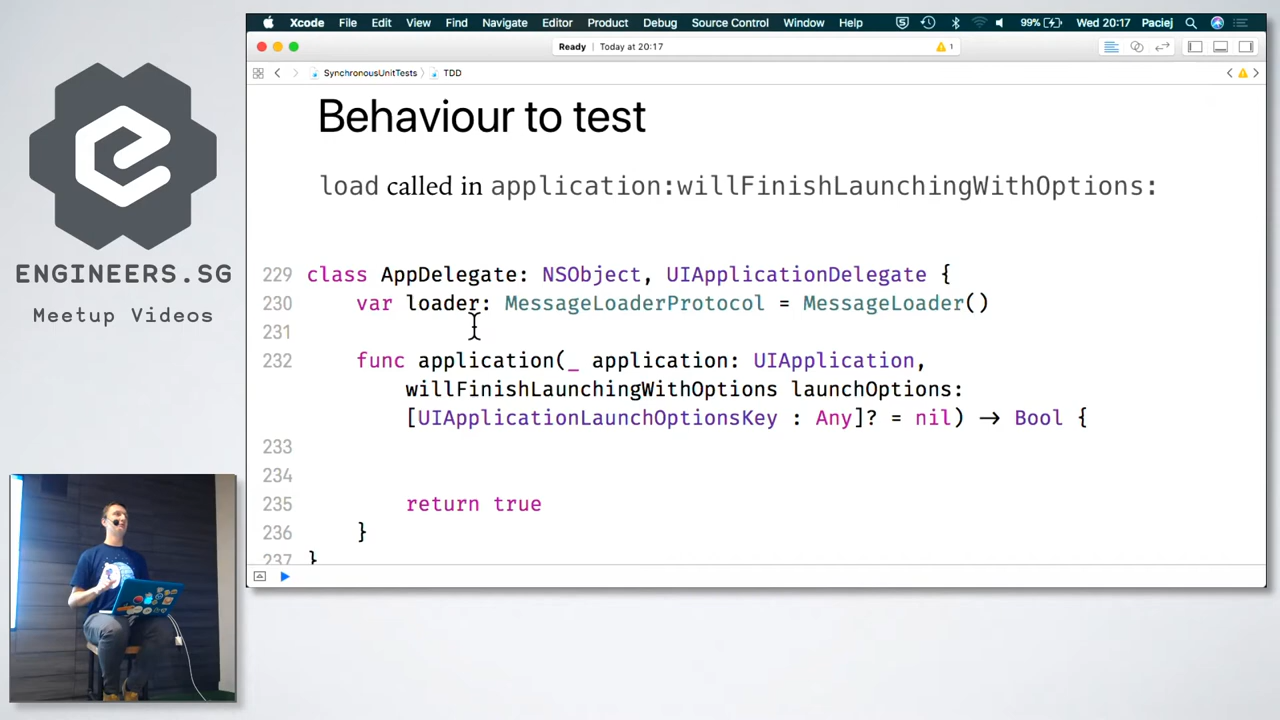 Xcode File Edit View Find Navigate Editor Product Debug Source Control Window Help 99% Wed 20:17 Paciej
Ready | Today at 20:17
1
SynchronousUnitTests TDD
Behaviour to test
load called in application:willFinishLaunchingWithOptions:
229 class AppDelegate: NSObject, UIApplicationDelegate {
230 var loader: MessageLoaderProtocol = MessageLoader()
231
232 func application(_ application: UIApplication,
willFinishLaunchingWithOptions launchOptions:
[UIApplicationLaunchOptionsKey : Any]? = nil) → Bool {
233
234
235 return true
236 }
237 }
ENGINEERS.SG
Meetup Videos